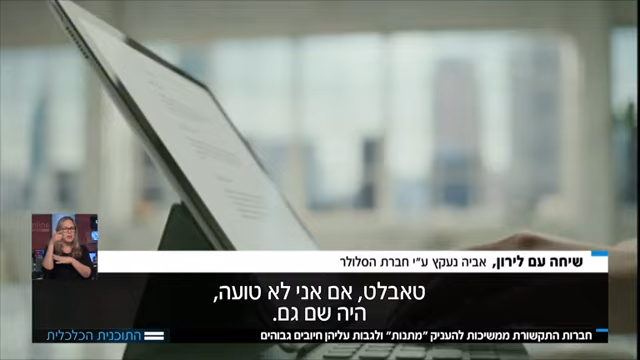 שיחה עם לירון, אביה נעקץ ע"י חברת הסלולר
טאבלט, אם אני לא טועה,
היה שם גם.
חברות התקשורת ממשיכות להעניק "מתנות" ולגבות עליהן חיובים גבוהים
התוכנית הכלכלית